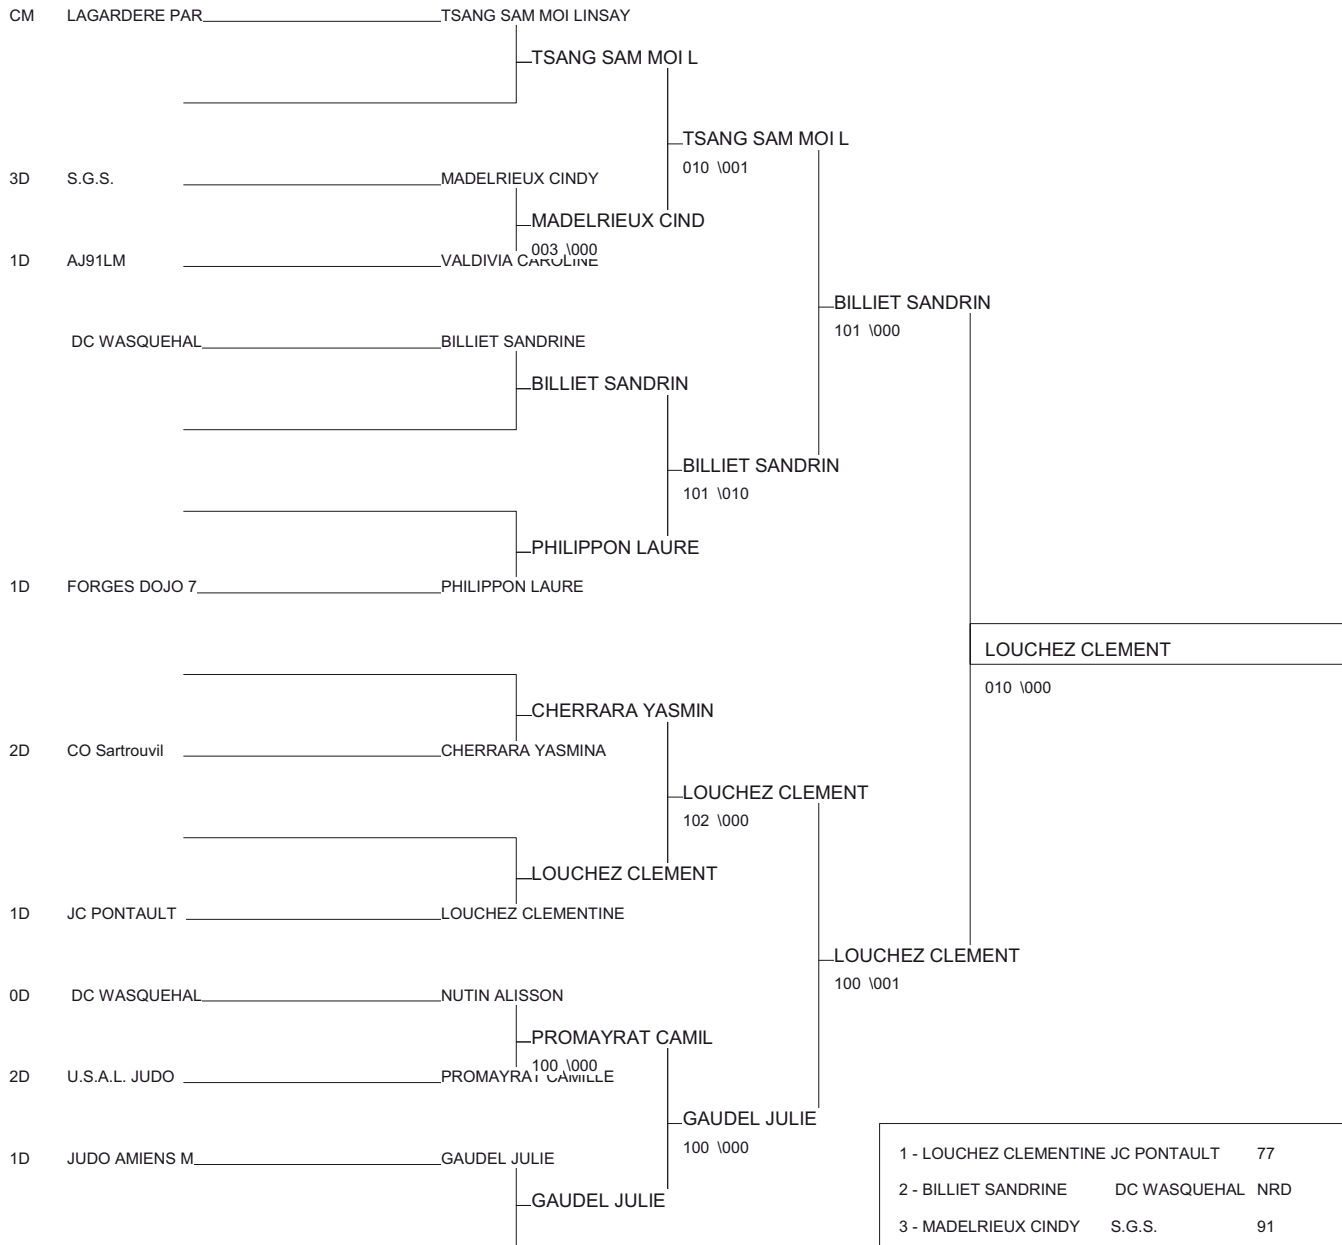 CM LAGARDERE PAR TSANG SAM MOI LINSAY
TSANG SAM MOI L
TSANG SAM MOI L
010 \001
3D S.G.S. MADELRIEUX CINDY
MADELRIEUX CIND
003 \000
1D AJ91LM VALDIVIA CAROLINE
BILLIET SANDRIN
101 \000
DC WASQUEHAL BILLIET SANDRINE
BILLIET SANDRIN
BILLIET SANDRIN
101 \010
PHILIPPON LAURE
1D FORGES DOJO 7 PHILIPPON LAURE
LOUCHEZ CLEMENT
010 \000
CHERRARA YASMIN
2D CO Sartrouvil CHERRARA YASMINA
LOUCHEZ CLEMENT
102 \000
LOUCHEZ CLEMENT
1D JC PONTAULT LOUCHEZ CLEMENTINE
LOUCHEZ CLEMENT
100 \001
0D DC WASQUEHAL NUTIN ALISSON
PROMAYRAT CAMIL
100 \000
2D U.S.A.L. JUDO PROMAYRAT CAMILLE
GAUDEL JULIE
100 \000
1D JUDO AMIENS M GAUDEL JULIE
GAUDEL JULIE
1 - LOUCHEZ CLEMENTINE JC PONTAULT 77
2 - BILLIET SANDRINE DC WASQUEHAL NRD
3 - MADELRIEUX CINDY S.G.S. 91